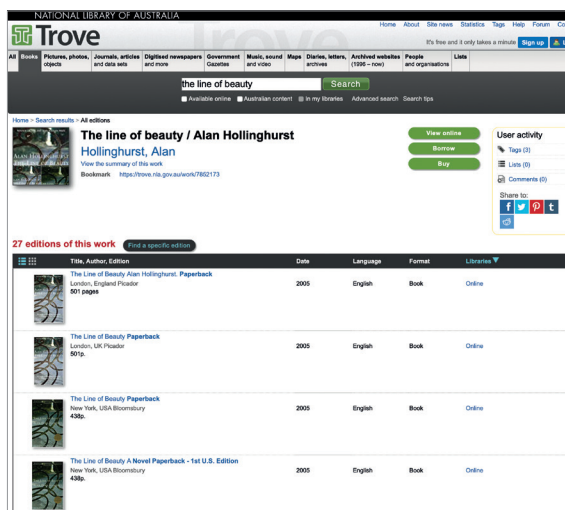 NATIONAL LIBRARY OF AUSTRALIA
Trove
Home About Site news Statistics Tags Help Forum Co
It's free and it only takes a minute Sign up L
All Books Pictures, photos, objects Journals, articles and data sets Digitised newspapers and more Government Gazettes Music, sound and video Maps Diaries, letters, archives Archived websites (1996 – now) People and organisations Lists
the line of beauty Search
Available online Australian content In my libraries Advanced search Search tips
Home > Search results > All editions
ALAN HOLLINGHURST
THE LINE OF BEAUTY
The line of beauty / Alan Hollinghurst
Hollinghurst, Alan
View the summary of this work
Bookmark https://trove.nla.gov.au/work/7852173
View online
Borrow
Buy
User activity
Tags (3)
Lists (0)
Comments (0)
Share to:
27 editions of this work Find a specific edition
Title, Author, Edition Date Language Format Libraries
The Line of Beauty Alan Hollinghurst. Paperback
London, England Picador 2005 English Book Online
501 pages
The Line of Beauty Paperback
London, UK Picador 2005 English Book Online
501p.
The Line of Beauty Paperback
New York, USA Bloomsbury 2005 English Book Online
438p.
The Line of Beauty A Novel Paperback - 1st U.S. Edition
New York, USA Bloomsbury 2005 English Book Online
438p.